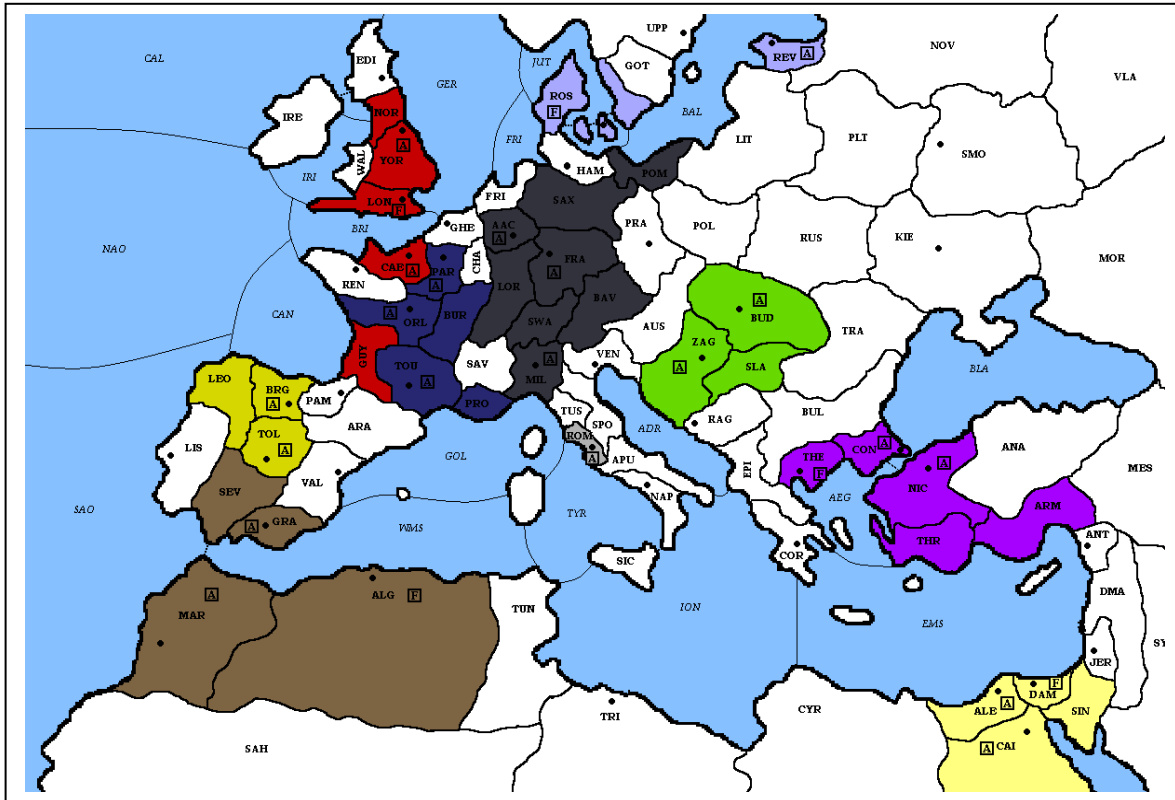 UPP
NOV
CAL
EDI
REV A
JUT
GOT
VLA
GER
ROS
F
BAL
NOR
IRE
FRI
LIT
PLT
A
SMO
WAL
YOR
HAM
POM
IRI
LON
F
FRI
SAX
BRI
GHE
AAC
A
PRA
POL
RUS
KIE
NAO
CAE
A
PAR
A
CHA
FRA
A
MOR
REN
LOR
BAV
CAN
A
ORL
BUR
SWA
AUS
A
BUD
TRA
GUY
ZAG
LEO
BRG
A
TOU
A
SAV
MIL
A
VEN
A
SLA
BLA
PAM
PRO
TUS
ARA
SPO
RAG
BUL
LIS
TOL
A
GOL
ROM
A
ADR
CON
A
ANA
APU
THE
F
NIC
A
MES
SEV
VAL
NAP
EPI
AEG
ARM
SAO
A
GRA
WMS
TYR
THR
ANT
SIC
COR
DMA
MAR
A
ALG
F
TUN
ION
EMS
SY
JER
DAM
F
ALE
A
SIN
CYR
TRI
SAH
A
CAI